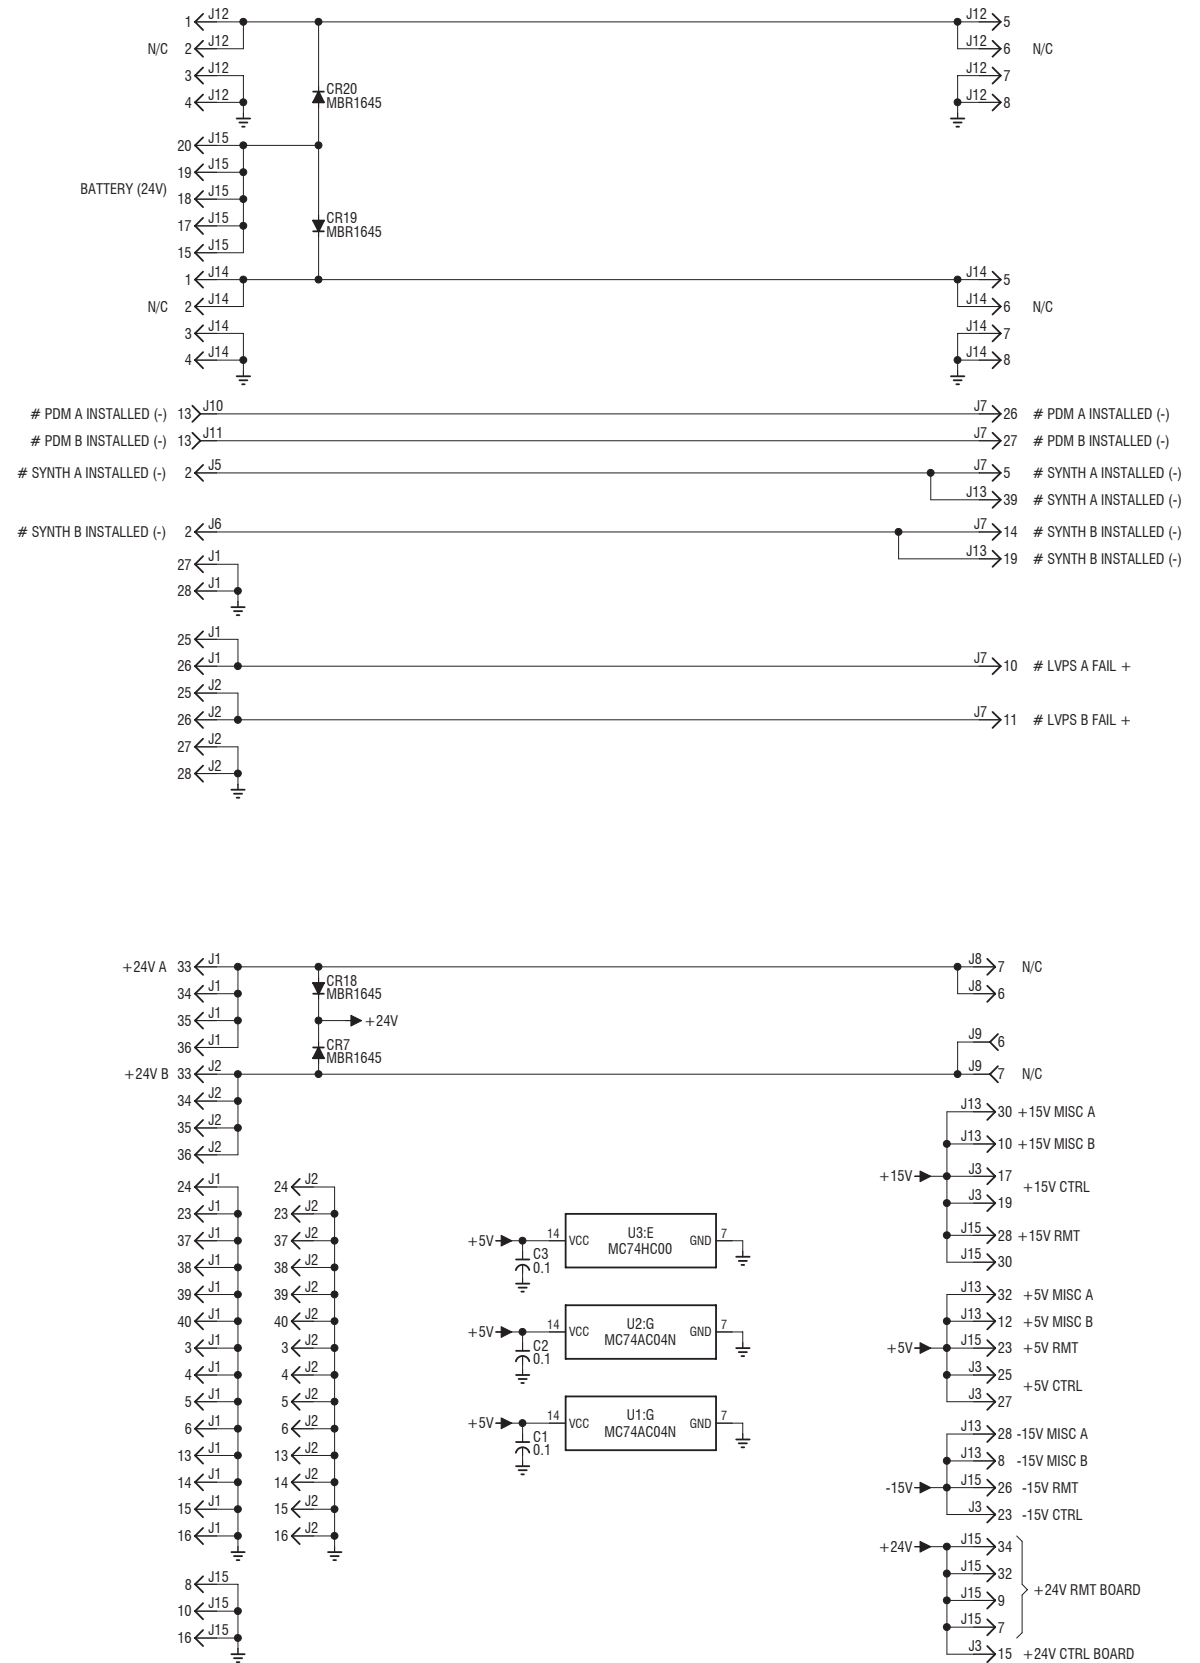 1 J12 J12 5
N/C 2 J12 J12 6 N/C
3 J12 J12 7
4 J12 J12 8
CR20
MBR1645
20 J15
19 J15
BATTERY (24V)
18 J15
17 J15
15 J15
CR19
MBR1645
1 J14 J14 5
N/C 2 J14 J14 6 N/C
3 J14 J14 7
4 J14 J14 8
# PDM A INSTALLED (-) 13 J10 J7 26 # PDM A INSTALLED (-)
# PDM B INSTALLED (-) 13 J11 J7 27 # PDM B INSTALLED (-)
# SYNTH A INSTALLED (-) 2 J5 J7 5 # SYNTH A INSTALLED (-)
J13 39 # SYNTH A INSTALLED (-)
# SYNTH B INSTALLED (-) 2 J6 J7 14 # SYNTH B INSTALLED (-)
J13 19 # SYNTH B INSTALLED (-)
27 J1
28 J1
25 J1
26 J1 J7 10 # LVPS A FAIL +
25 J2
26 J2 J7 11 # LVPS B FAIL +
27 J2
28 J2
+24V A 33 J1 J8 7 N/C
34 J1 J8 6
35 J1
36 J1
CR18
MBR1645
+24V
CR7
MBR1645
J9 6
+24V B 33 J2 J9 7 N/C
34 J2
35 J2
36 J2
24 J1 24 J2
23 J1 23 J2
37 J1 37 J2
38 J1 38 J2
39 J1 39 J2
40 J1 40 J2
3 J1 3 J2
4 J1 4 J2
5 J1 5 J2
6 J1 6 J2
13 J1 13 J2
14 J1 14 J2
15 J1 15 J2
16 J1 16 J2
8 J15
10 J15
16 J15
+5V 14 VCC U3:E GND 7
MC74HC00
C3
0.1
+5V 14 VCC U2:G GND 7
MC74AC04N
C2
0.1
+5V 14 VCC U1:G GND 7
MC74AC04N
C1
0.1
J13 30 +15V MISC A
J13 10 +15V MISC B
+15V J3 17
+15V CTRL
J3 19
J15 28 +15V RMT
J15 30
J13 32 +5V MISC A
J13 12 +5V MISC B
+5V J15 23 +5V RMT
J3 25
+5V CTRL
J3 27
J13 28 -15V MISC A
J13 8 -15V MISC B
-15V J15 26 -15V RMT
J3 23 -15V CTRL
+24V J15 34
J15 32
+24V RMT BOARD
J15 9
J15 7
J3 15 +24V CTRL BOARD